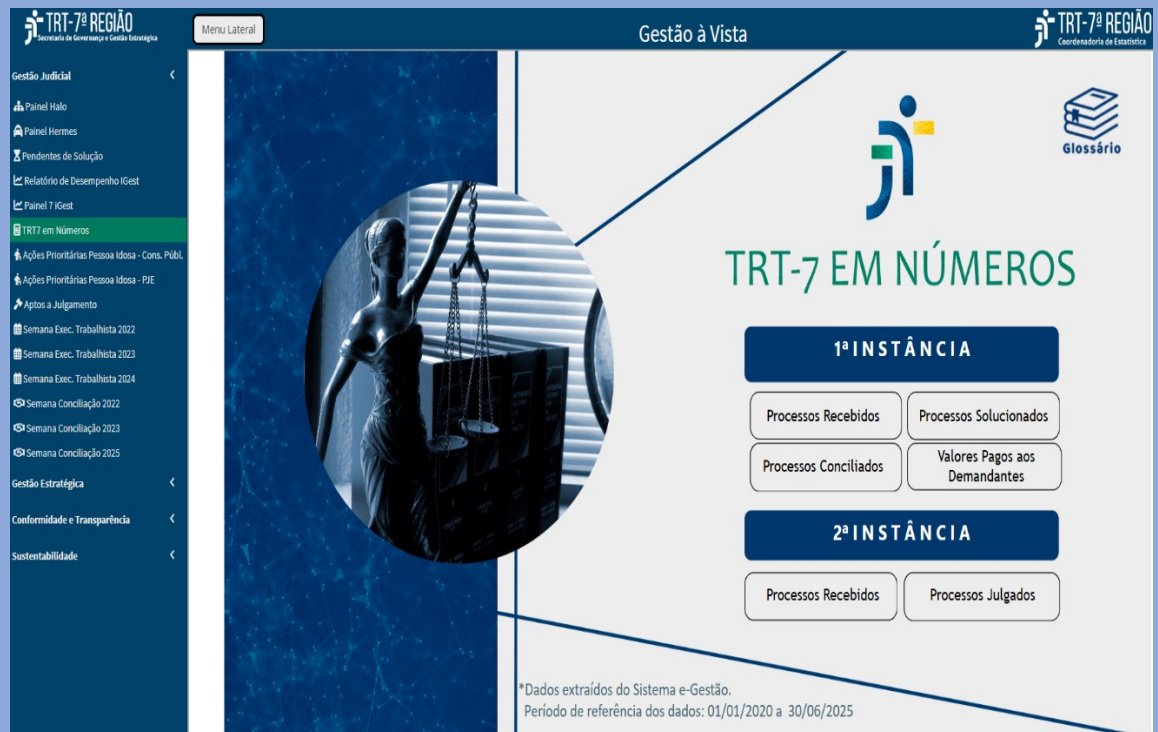 TRT-7ª REGIÃO
Secretaria de Governança e Gestão Estratégica
Menu Lateral
Gestão à Vista
TRT-7ª REGIÃO
Coordenadoria de Estatística
Gestão Judicial
Painel Halo
Painel Hermes
Pendentes de Solução
Relatório de Desempenho IGest
Painel 7 iGest
TRT7 em Números
Ações Prioritárias Pessoa Idosa - Cons. Públ.
Ações Prioritárias Pessoa Idosa - PJE
Aptos a Julgamento
Semana Exec. Trabalhista 2022
Semana Exec. Trabalhista 2023
Semana Exec. Trabalhista 2024
Semana Conciliação 2022
Semana Conciliação 2023
Semana Conciliação 2025
Gestão Estratégica
Conformidade e Transparência
Sustentabilidade
Glossário
TRT-7 EM NÚMEROS
1ª INSTÂNCIA
Processos Recebidos
Processos Solucionados
Processos Conciliados
Valores Pagos aos
Demandantes
2ª INSTÂNCIA
Processos Recebidos
Processos Julgados
*Dados extraídos do Sistema e-Gestão.
Período de referência dos dados: 01/01/2020 a 30/06/2025